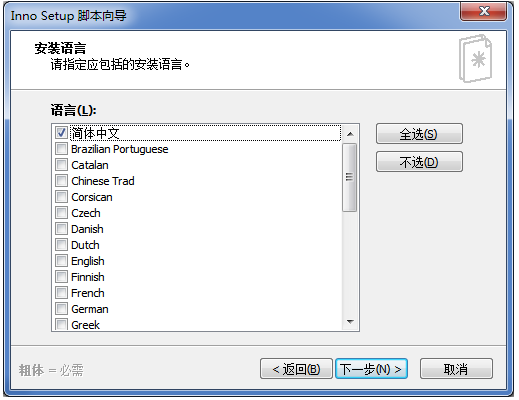 Inno Setup 脚本向导
安装语言
请指定应包括的安装语言。
语言(L):
简体中文
全选(S)
Brazilian Portuguese
Catalan
不选(D)
Chinese Trad
Corsican
Czech
Danish
Dutch
English
Finnish
French
German
Greek
粗体 = 必需
< 返回(B)
下一步(N) >
取消